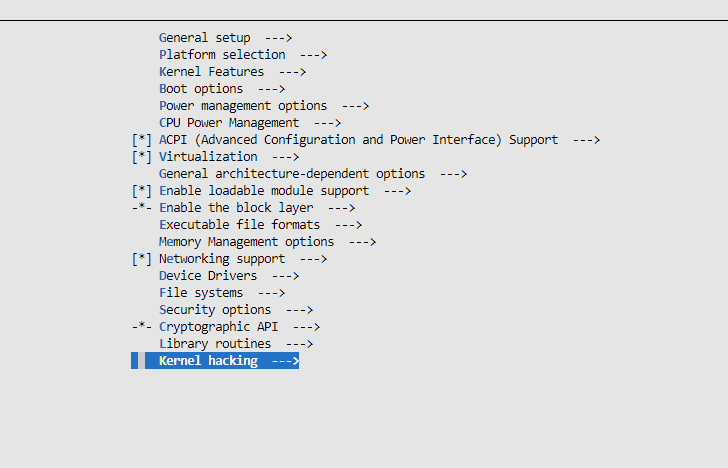 General setup  --->
Platform selection  --->
Kernel Features  --->
Boot options  --->
Power management options  --->
CPU Power Management  --->
[*] ACPI (Advanced Configuration and Power Interface) Support  --->
[*] Virtualization  --->
General architecture-dependent options  --->
[*] Enable loadable module support  --->
-*- Enable the block layer  --->
Executable file formats  --->
Memory Management options  --->
[*] Networking support  --->
Device Drivers  --->
File systems  --->
Security options  --->
-*- Cryptographic API  --->
Library routines  --->
Kernel hacking  --->